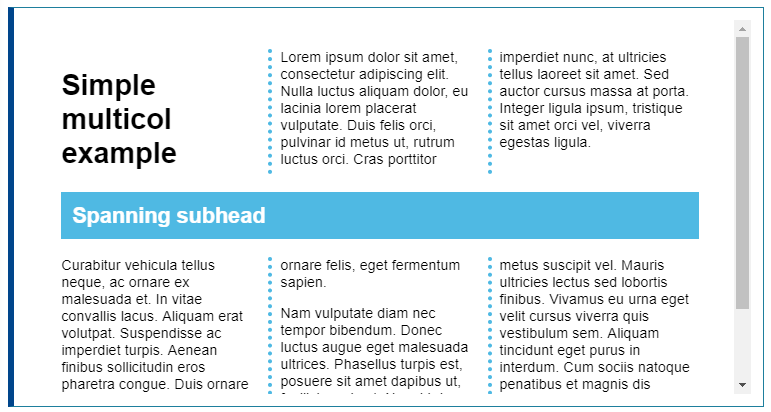 Simple
multicol
example
Lorem ipsum dolor sit amet,
consectetur adipiscing elit.
Nulla luctus aliquam dolor, eu
lacinia lorem placerat
vulputate. Duis felis orci,
pulvinar id metus ut, rutrum
luctus orci. Cras porttitor
imperdiet nunc, at ultricies
tellus laoreet sit amet. Sed
auctor cursus massa at porta.
Integer ligula ipsum, tristique
sit amet orci vel, viverra
egestas ligula.
Spanning subhead
Curabitur vehicula tellus
neque, ac ornare ex
malesuada et. In vitae
convallis lacus. Aliquam erat
volutpat. Suspendisse ac
imperdiet turpis. Aenean
finibus sollicitudin eros
pharetra congue. Duis ornare
ornare felis, eget fermentum
sapien.
Nam vulputate diam nec
tempor bibendum. Donec
luctus augue eget malesuada
ultrices. Phasellus turpis est,
posuere sit amet dapibus ut,
metus suscipit vel. Mauris
ultricies lectus sed lobortis
finibus. Vivamus eu urna eget
velit cursus viverra quis
vestibulum sem. Aliquam
tincidunt eget purus in
interdum. Cum sociis natoque
penatibus et magnis dis